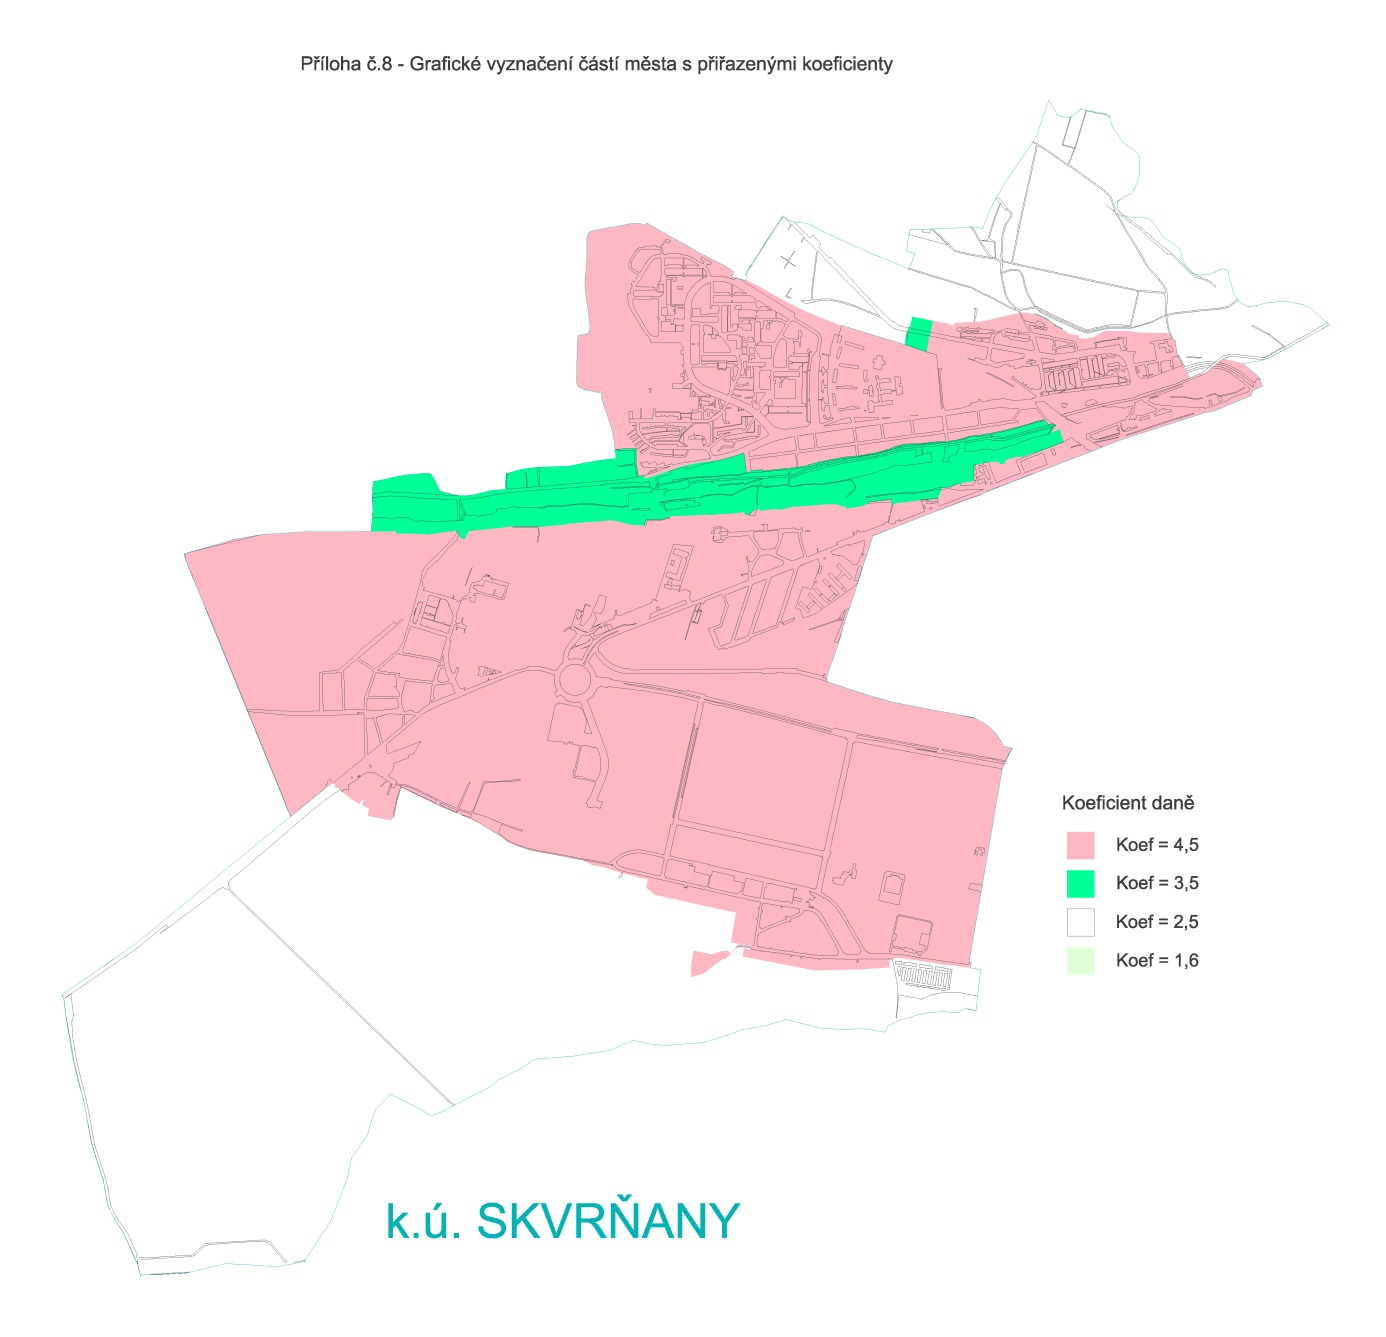 Příloha č.8 - Grafické vyznačení částí města s přiřazenými koeficienty
Koeficient daně
Koef = 4,5
Koef = 3,5
Koef = 2,5
Koef = 1,6
k.ú. SKVRŇANY